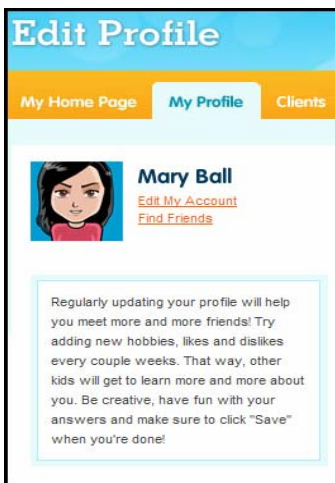 Edit Profile
My Home Page My Profile Clients
Mary Ball
Edit My Account
Find Friends
Regularly updating your profile will help
you meet more and more friends! Try
adding new hobbies, likes and dislikes
every couple weeks. That way, other
kids will get to learn more and more about
you. Be creative, have fun with your
answers and make sure to click "Save"
when you're done!